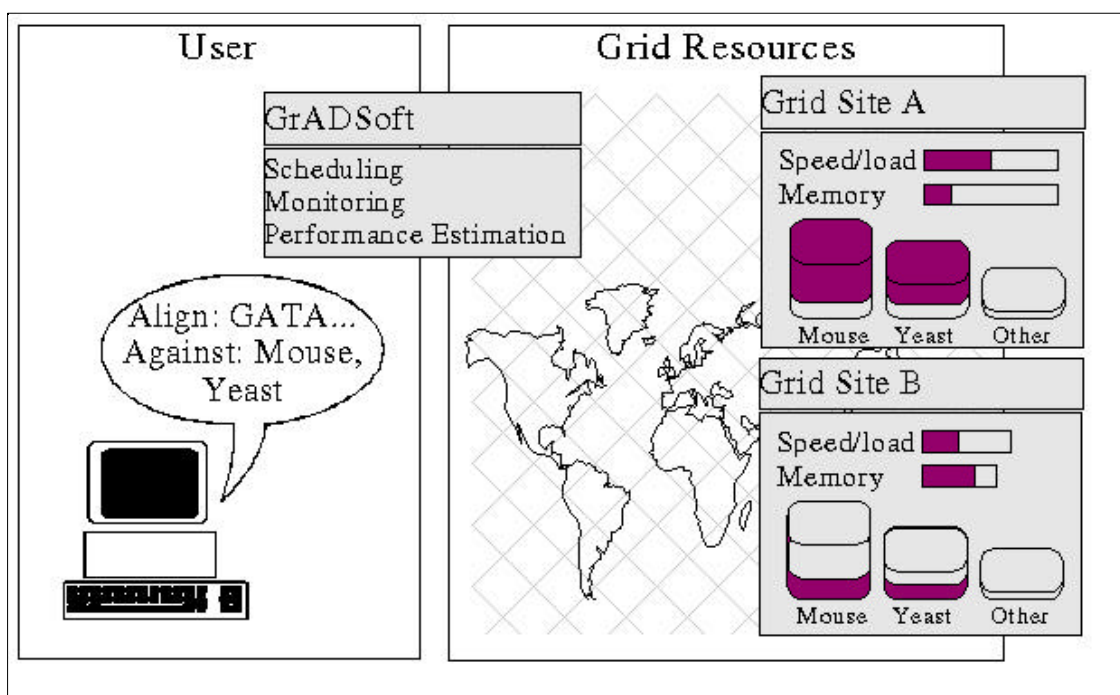 User
Grid Resources
GrADSoft
Scheduling
Monitoring
Performance Estimation
Align: GATA...
Against: Mouse,
Yeast
Grid Site A
Speed/load
Memory
Mouse Yeast Other
Grid Site B
Speed/load
Memory
Mouse Yeast Other